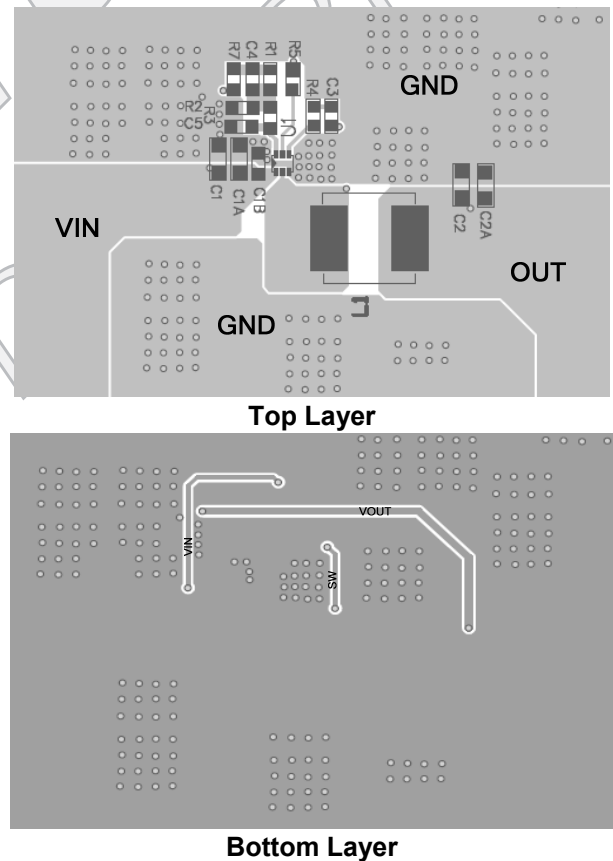 R7 C4 R1 R5
R4 C3
R2
R3
C5
U1
GND
C1 C1A C1B
C2 C2A
VIN
OUT
GND
L1
Top Layer
VOUT
VIN
SW
Bottom Layer